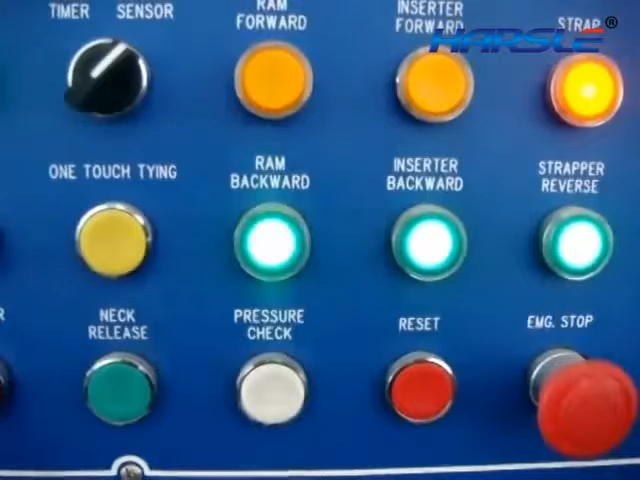 TIMER SENSOR
RAM
FORWARD
INSERTER
FORWARD
STRAP
HARSLE®
ONE TOUCH TYING
RAM
BACKWARD
INSERTER
BACKWARD
STRAPPER
REVERSE
NECK
RELEASE
PRESSURE
CHECK
RESET
EMG. STOP